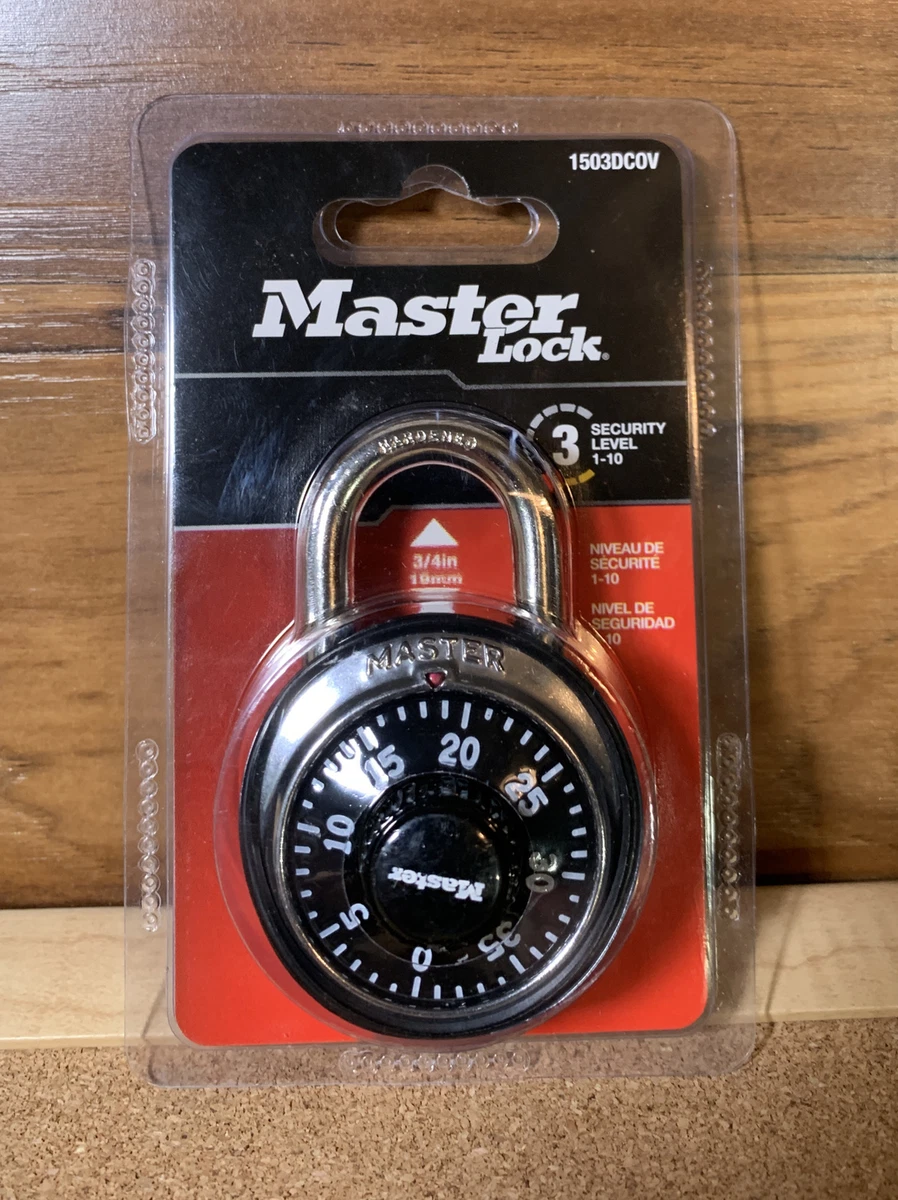 1503DCOV
Master
Lock®
HARDENED
3
SECURITY
LEVEL
1-10
3/4in
19mm
NIVEAU DE
SÉCURITÉ
1-10
NIVEL DE
SEGURIDAD
10
MASTER
0
5
10
15
20
25
30
35
Master